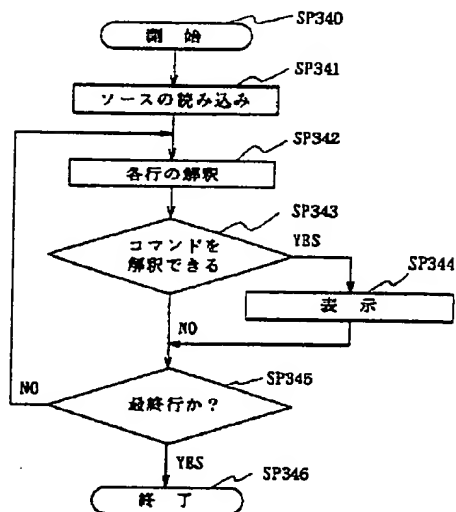 SP340
開 始
SP341
ソースの読み込み
SP342
各行の解釈
SP343
コマンドを
解釈できる
YES
SP344
表 示
NO
SP345
NO
最終行か?
YES
SP346
終 了